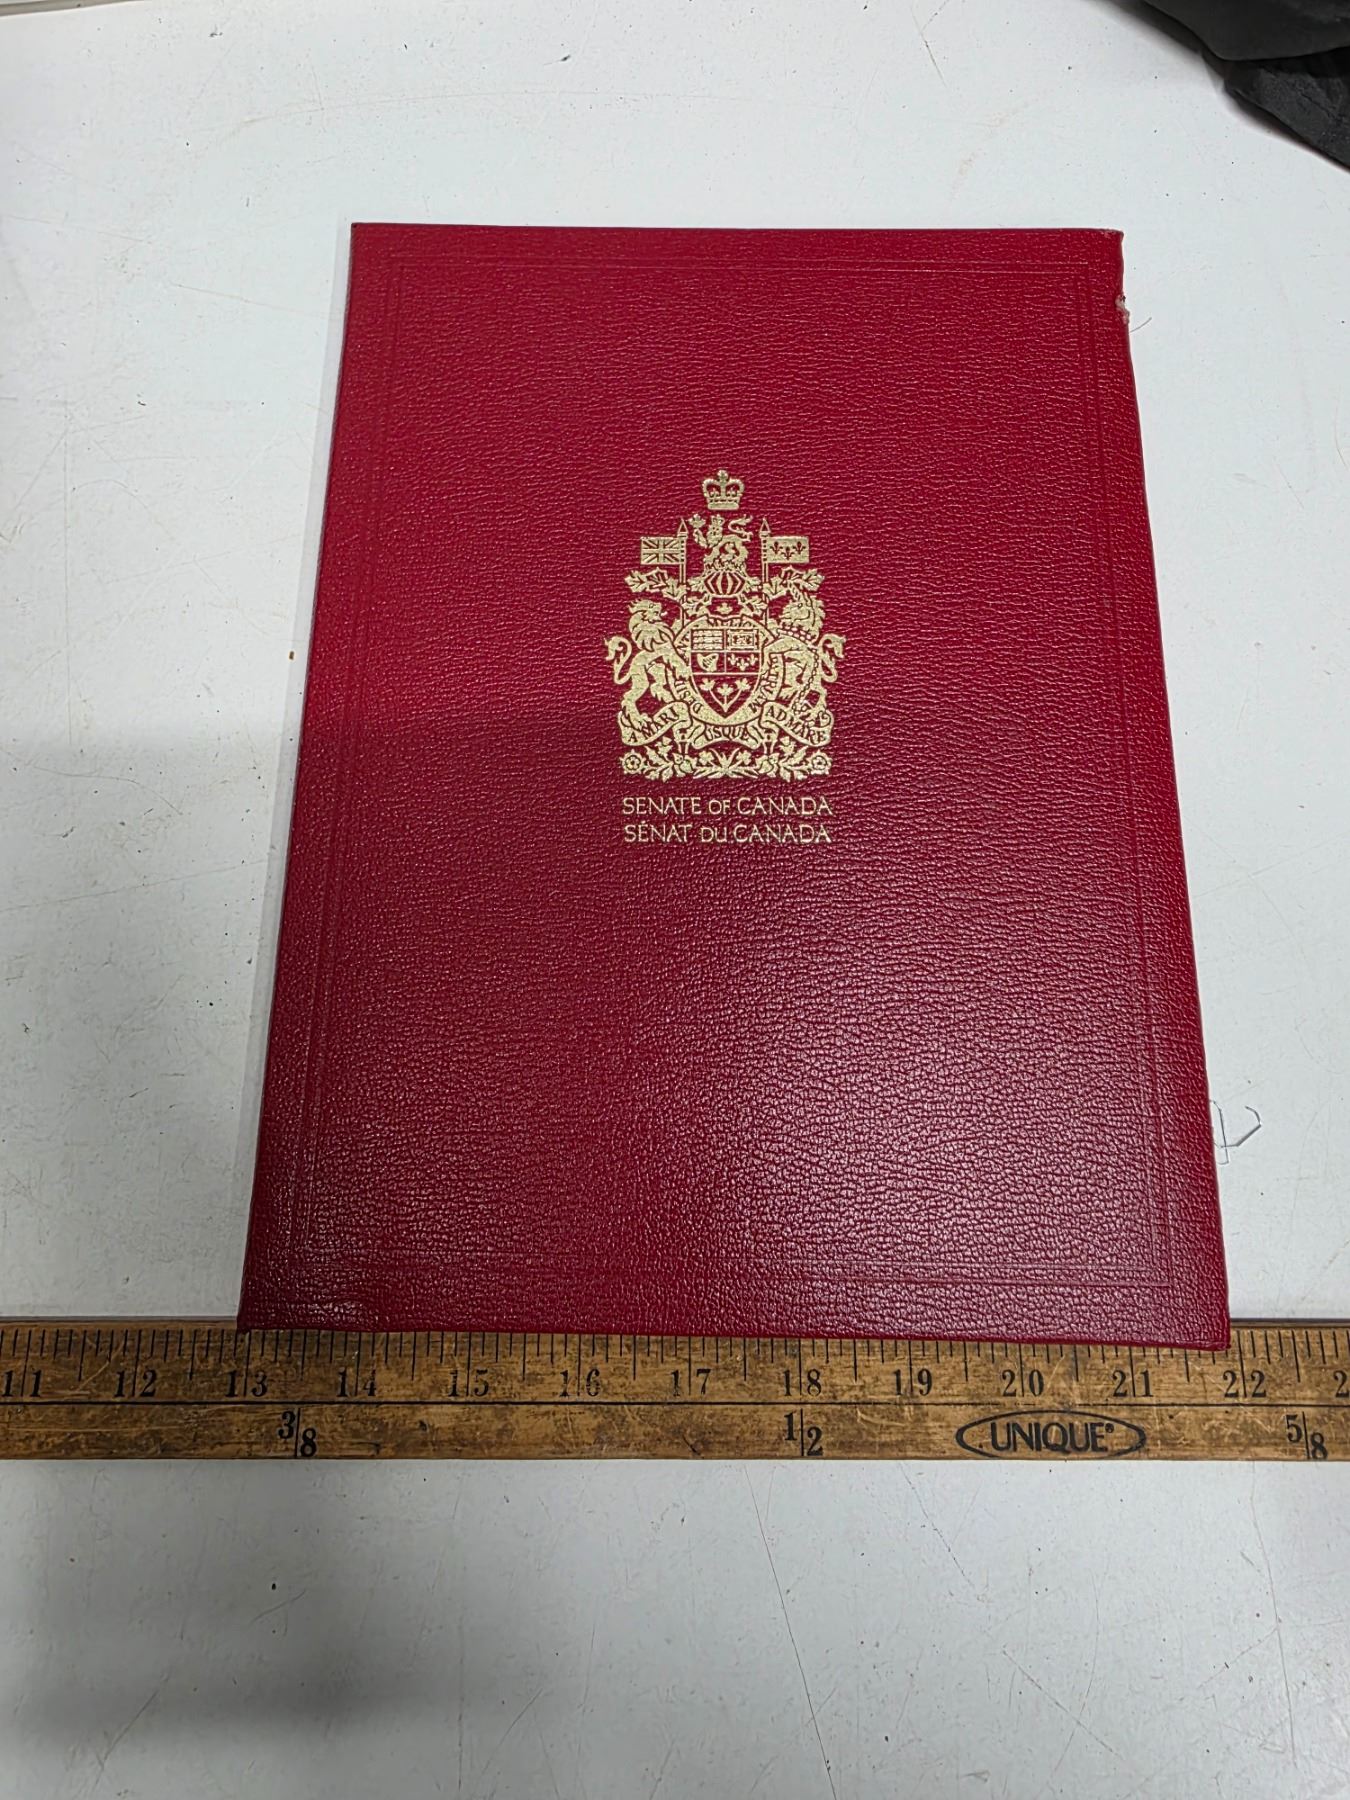 A MARI USQUE AD MARE
SENATE OF CANADA
SÉNAT DU CANADA
11 12 13 14 15 16 17 18 19 20 21 22 2
3/8 1/2 UNIQUE® 5/8